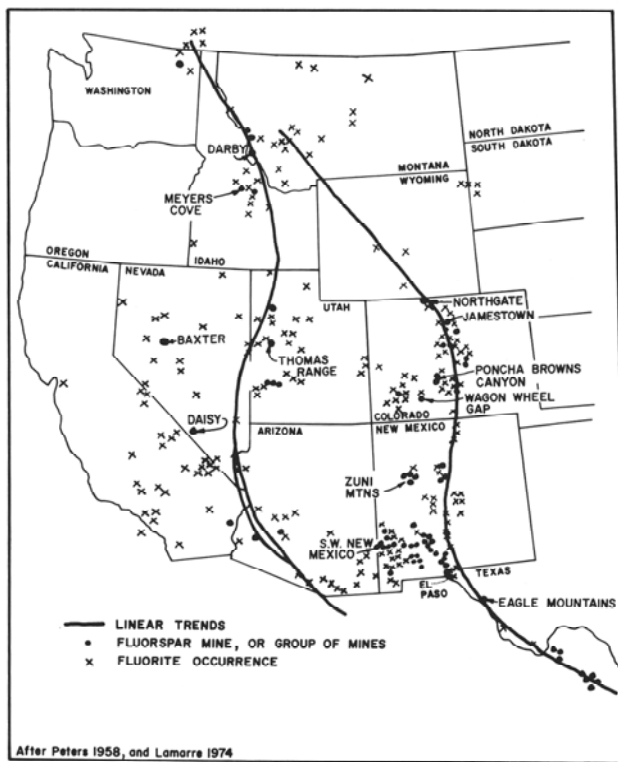 WASHINGTON
NORTH DAKOTA
SOUTH DAKOTA
DARBY
MONTANA
WYOMING
MEYERS
COVE
OREGON
CALIFORNIA
NEVADA
IDAHO
UTAH
NORTHGATE
JAMESTOWN
BAXTER
THOMAS
RANGE
PONCHA BROWNS
CANYON
WAGON WHEEL
GAP
COLORADO
NEW MEXICO
DAISY
ARIZONA
ZUNI
MTNS
S.W. NEW
MEXICO
EL
PASO
TEXAS
EAGLE MOUNTAINS
LINEAR TRENDS
FLUORSPAR MINE, OR GROUP OF MINES
FLUORITE OCCURRENCE
After Peters 1958, and Lamarre 1974